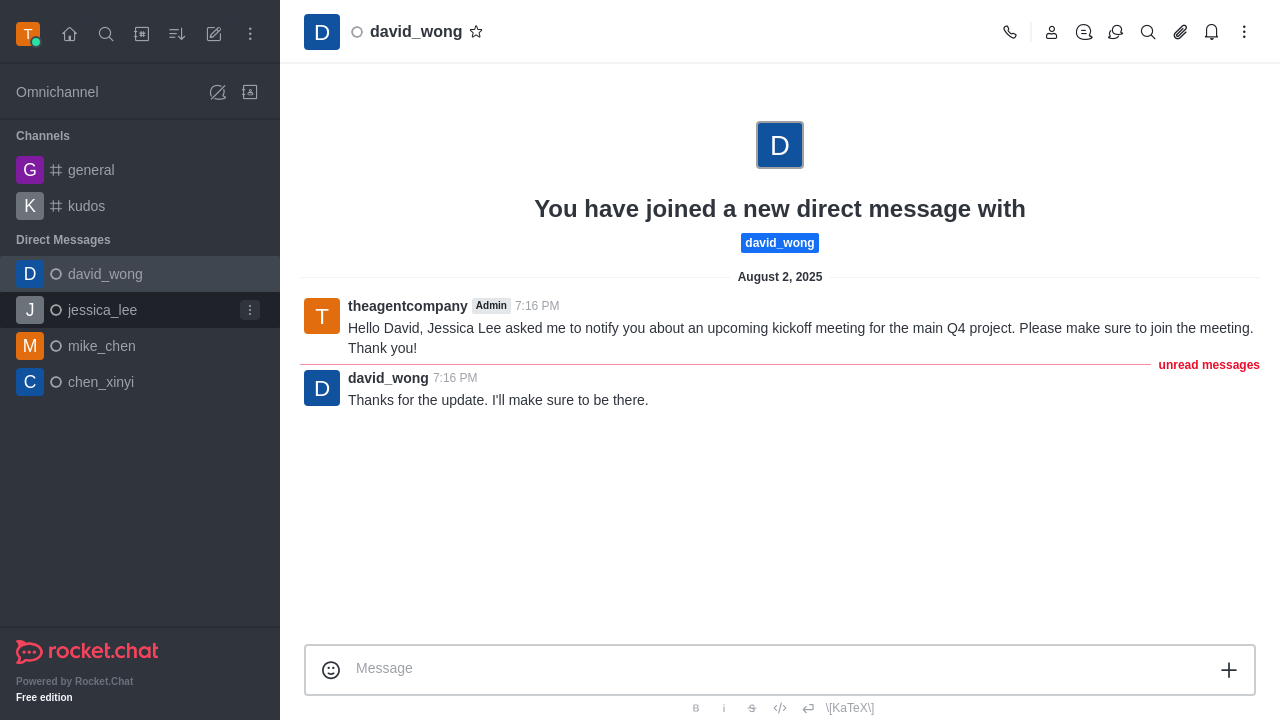 T
Omnichannel
Channels
G general
K kudos
Direct Messages
D david_wong
J jessica_lee
M mike_chen
C chen_xinyi
rocket.chat
Powered by Rocket.Chat
Free edition
D david_wong
D
You have joined a new direct message with
david_wong
August 2, 2025
T theagentcompany Admin 7:16 PM
Hello David, Jessica Lee asked me to notify you about an upcoming kickoff meeting for the main Q4 project. Please make sure to join the meeting.
Thank you!
unread messages
D david_wong 7:16 PM
Thanks for the update. I'll make sure to be there.
Message
B i S \[KaTeX\]